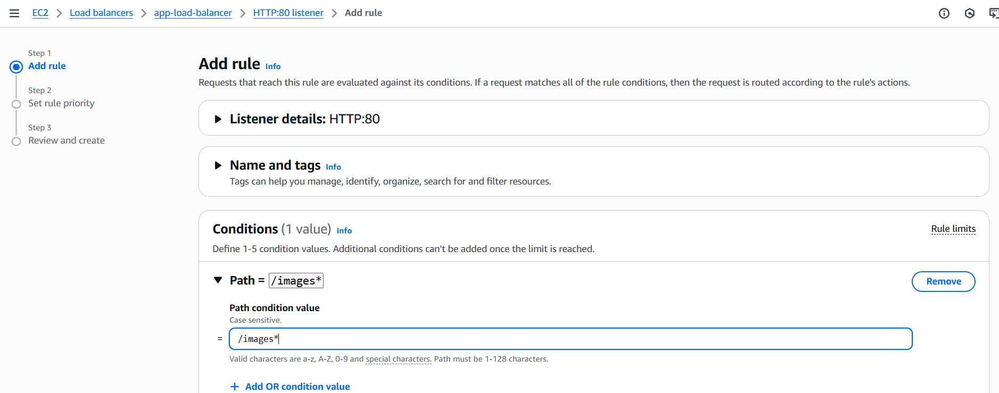 EC2 > Load balancers > app-load-balancer > HTTP:80 listener > Add rule
Step 1
Add rule
Step 2
Set rule priority
Step 3
Review and create
Add rule Info
Requests that reach this rule are evaluated against its conditions. If a request matches all of the rule conditions, then the request is routed according to the rule's actions.
Listener details: HTTP:80
Name and tags Info
Tags can help you manage, identify, organize, search for and filter resources.
Conditions (1 value) Info
Rule limits
Define 1-5 condition values. Additional conditions can't be added once the limit is reached.
Path = /images*
Remove
Path condition value
Case sensitive.
= /images*
Valid characters are a-z, A-Z, 0-9 and special characters. Path must be 1-128 characters.
+ Add OR condition value